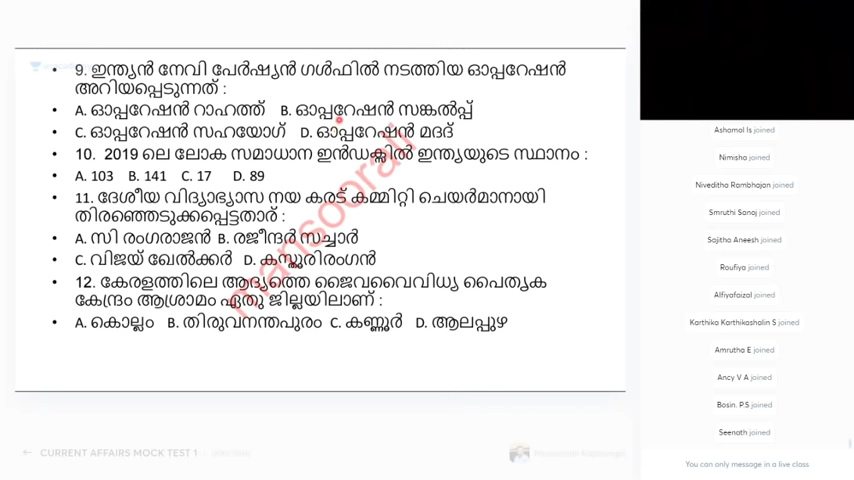 9. ഇന്ത്യൻ നേവി പേർഷ്യൻ ഗൾഫിൽ നടത്തിയ ഓപ്പറേഷൻ
അറിയപ്പെടുന്നത് :
A. ഓപ്പറേഷൻ റാഹത്ത് B. ഓപ്പറേഷൻ സങ്കൽപ്പ്
C. ഓപ്പറേഷൻ സഹയോഗ് D. ഓപ്പറേഷൻ മദദ്
10. 2019 ലെ ലോക സമാധാന ഇൻഡക്സിൽ ഇന്ത്യയുടെ സ്ഥാനം :
A. 103 B. 141 C. 17 D. 89
11. ദേശീയ വിദ്യാഭ്യാസ നയ കരട് കമ്മിറ്റി ചെയർമാനായി
തിരഞ്ഞെടുക്കപ്പെട്ടതാര് :
A. സി രംഗരാജൻ B. രജീന്ദർ സച്ചാർ
C. വിജയ് ഖേൽക്കർ D. കസ്തൂരിരംഗൻ
12. കേരളത്തിലെ ആദ്യത്തെ ജൈവവൈവിധ്യ പൈതൃക
കേന്ദ്രം ആശ്രാമം ഏതു ജില്ലയിലാണ് :
A. കൊല്ലം B. തിരുവനന്തപുരം C. കണ്ണൂർ D. ആലപ്പുഴ
mansoorali
CURRENT AFFAIRS MOCK TEST 1
Ashamol Is joined
Nimisha joined
Niveditha Rambhajan joined
Smruthi Sanoj joined
Sajitha Aneesh joined
Roufiya joined
Alfiyafaizal joined
Karthika Karthikashalin S joined
Amrutha E joined
Ancy V A joined
Bosin. P.S joined
Seenath joined
You can only message in a live class